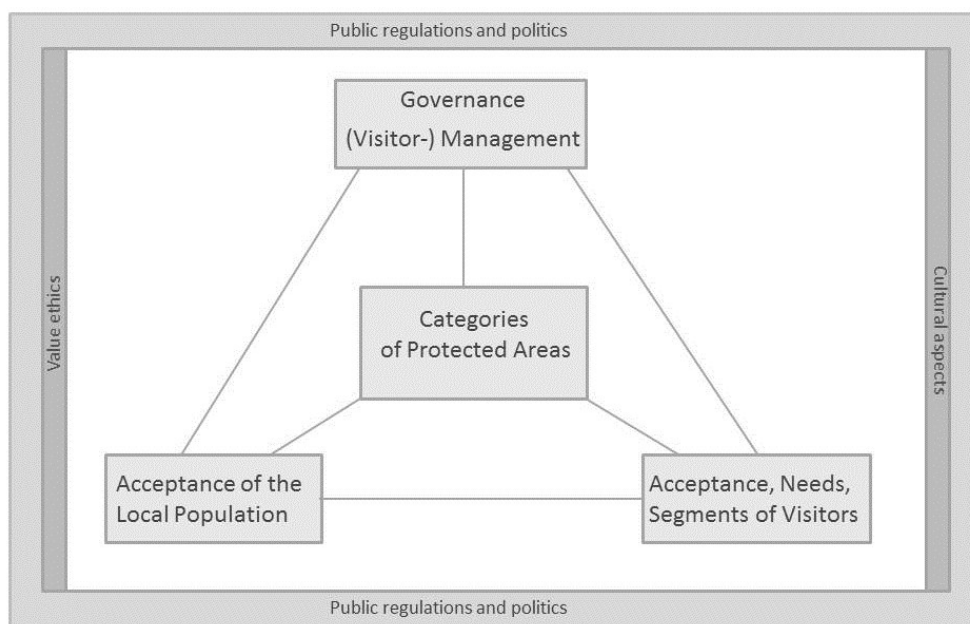 Public regulations and politics
Governance
(Visitor-) Management
Value ethics
Cultural aspects
Categories
of Protected Areas
Acceptance of the
Local Population
Acceptance, Needs,
Segments of Visitors
Public regulations and politics